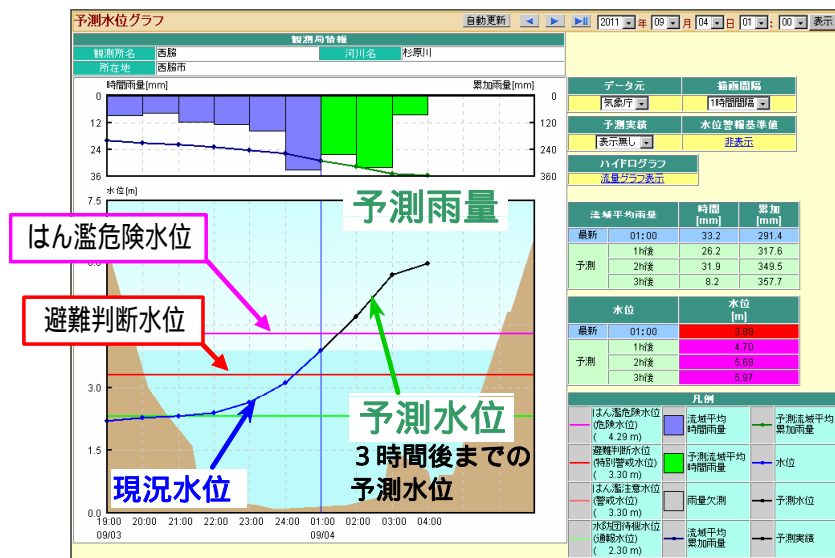 予測水位グラフ
自動更新 2011 年 09 月 04 日 01 : 00 表示
観測局情報
観測所名 西脇 河川名 杉原川
所在地 西脇市
時間雨量[mm] 累加雨量[mm]
0 0
12 120
24 240
36 360
水位[m]
7.5
予測雨量
はん濫危険水位
避難判断水位
3.0
1.5
0.0
予測水位
3時間後までの
予測水位
現況水位
19:00 20:00 21:00 22:00 23:00 24:00 01:00 02:00 03:00 04:00
09/03 09/04
データ元 描画間隔
気象庁 1時間間隔
予測実績 水位警報基準値
表示無し 非表示
ハイドログラフ
流量グラフ表示
流域平均雨量 時間[mm] 累加[mm]
最新 01:00 33.2 291.4
予測 1h後 26.2 317.6
2h後 31.9 349.5
3h後 8.2 357.7
水位 水位[m]
最新 01:00 3.89
予測 1h後 4.70
2h後 5.69
3h後 5.97
凡例
はん濫危険水位(危険水位)( 4.29 m) 流域平均時間雨量 予測流域平均累加雨量
避難判断水位(特別警戒水位)( 3.30 m) 予測流域平均時間雨量 水位
はん濫注意水位(警戒水位)( 3.30 m) 雨量欠測 予測水位
水防団待機水位(通報水位)( 2.30 m) 流域平均累加雨量 予測実績